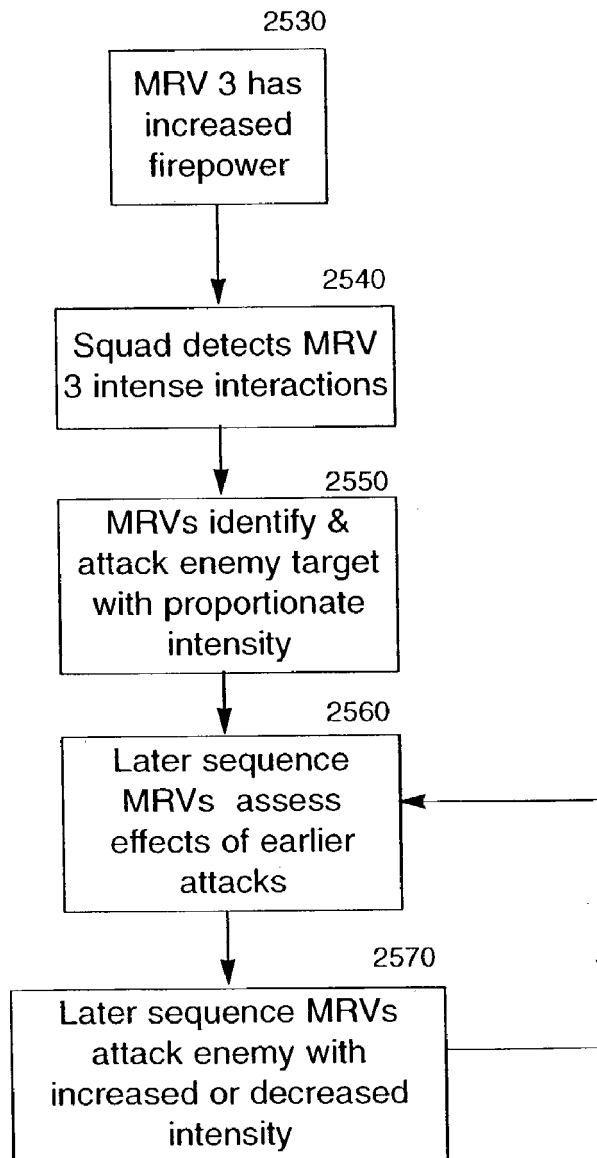 2530
MRV 3 has
increased
firepower
2540
Squad detects MRV
3 intense interactions
2550
MRVs identify &
attack enemy target
with proportionate
intensity
2560
Later sequence
MRVs assess
effects of earlier
attacks
2570
Later sequence MRVs
attack enemy with
increased or decreased
intensity